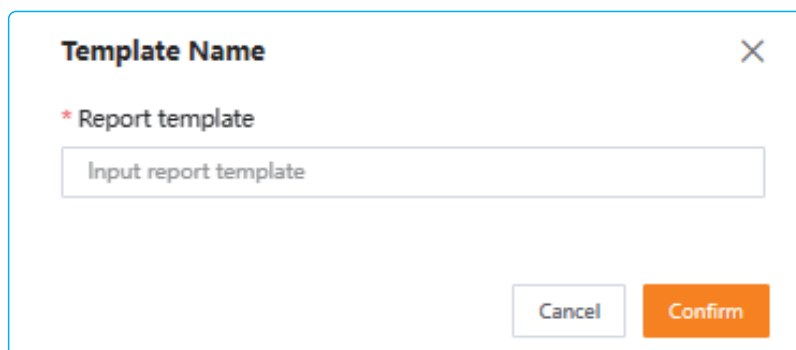 Template Name
* Report template
Input report template
Cancel
Confirm